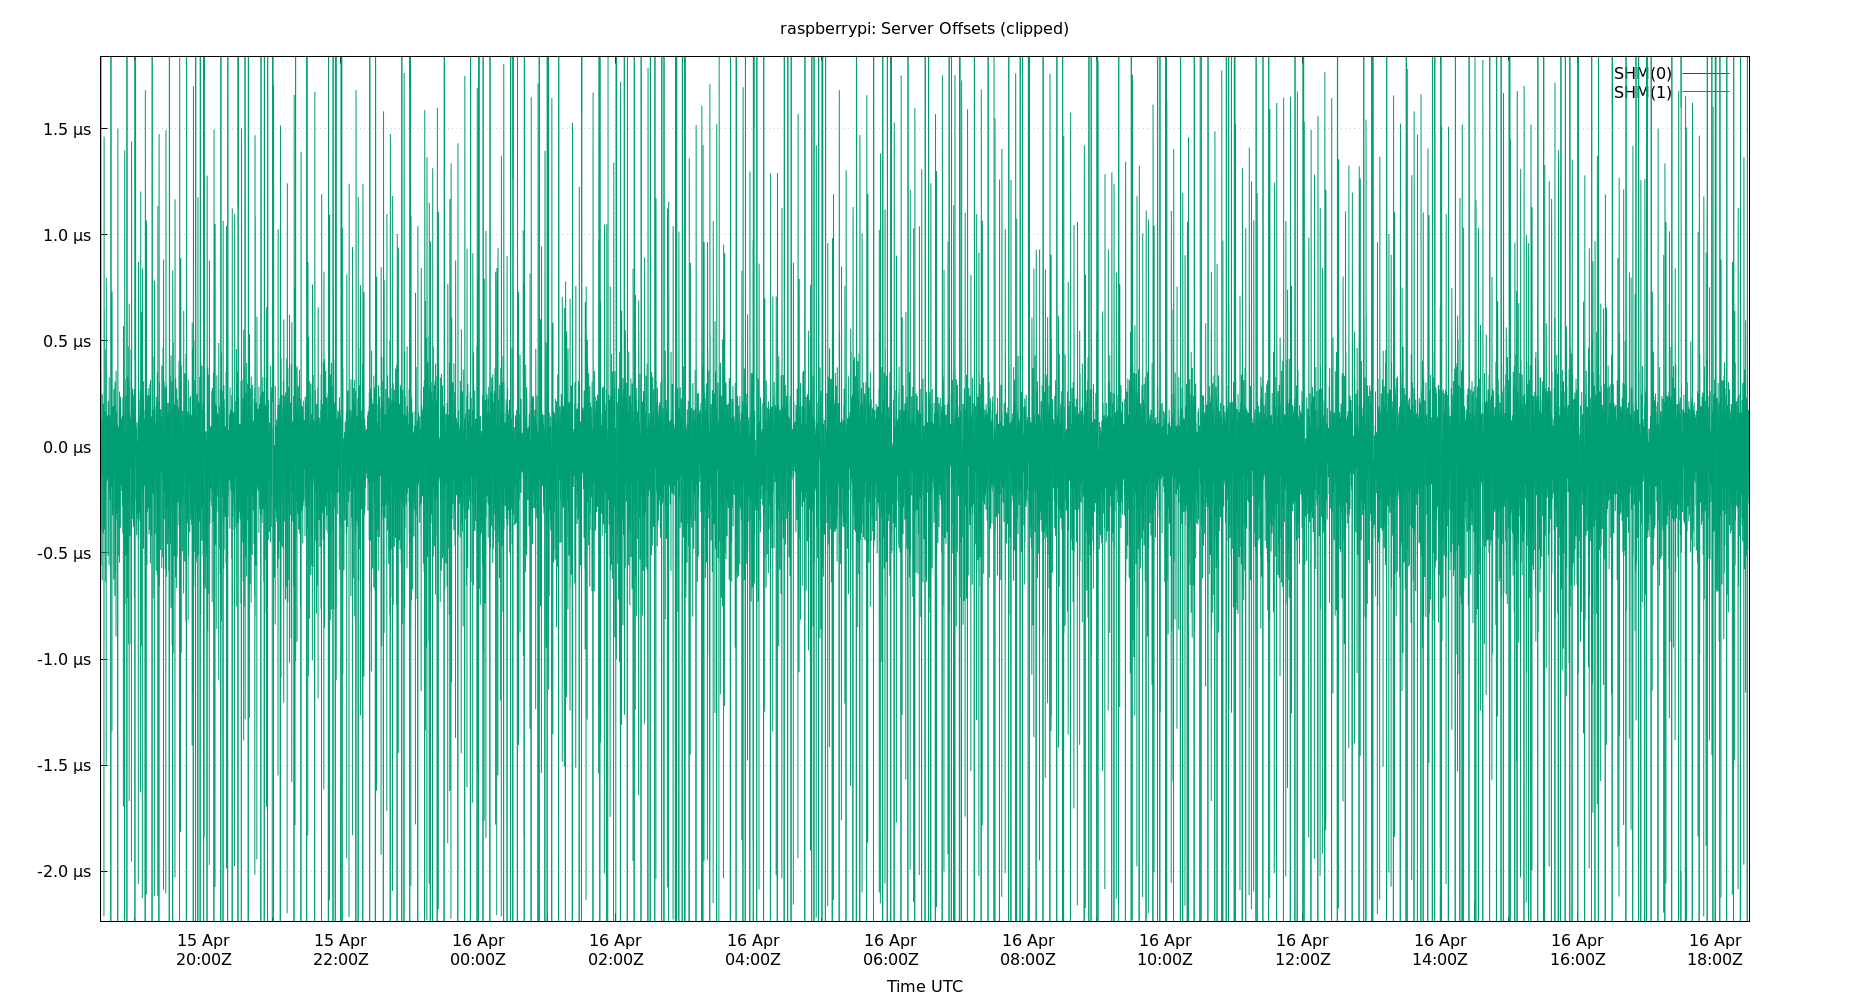 raspberrypi: Server Offsets (clipped)
SHM(0)
SHM(1)
1.5 µs
1.0 µs
0.5 µs
0.0 µs
-0.5 µs
-1.0 µs
-1.5 µs
-2.0 µs
15 Apr 15 Apr 16 Apr 16 Apr 16 Apr 16 Apr 16 Apr 16 Apr 16 Apr 16 Apr 16 Apr 16 Apr
20:00Z 22:00Z 00:00Z 02:00Z 04:00Z 06:00Z 08:00Z 10:00Z 12:00Z 14:00Z 16:00Z 18:00Z
Time UTC